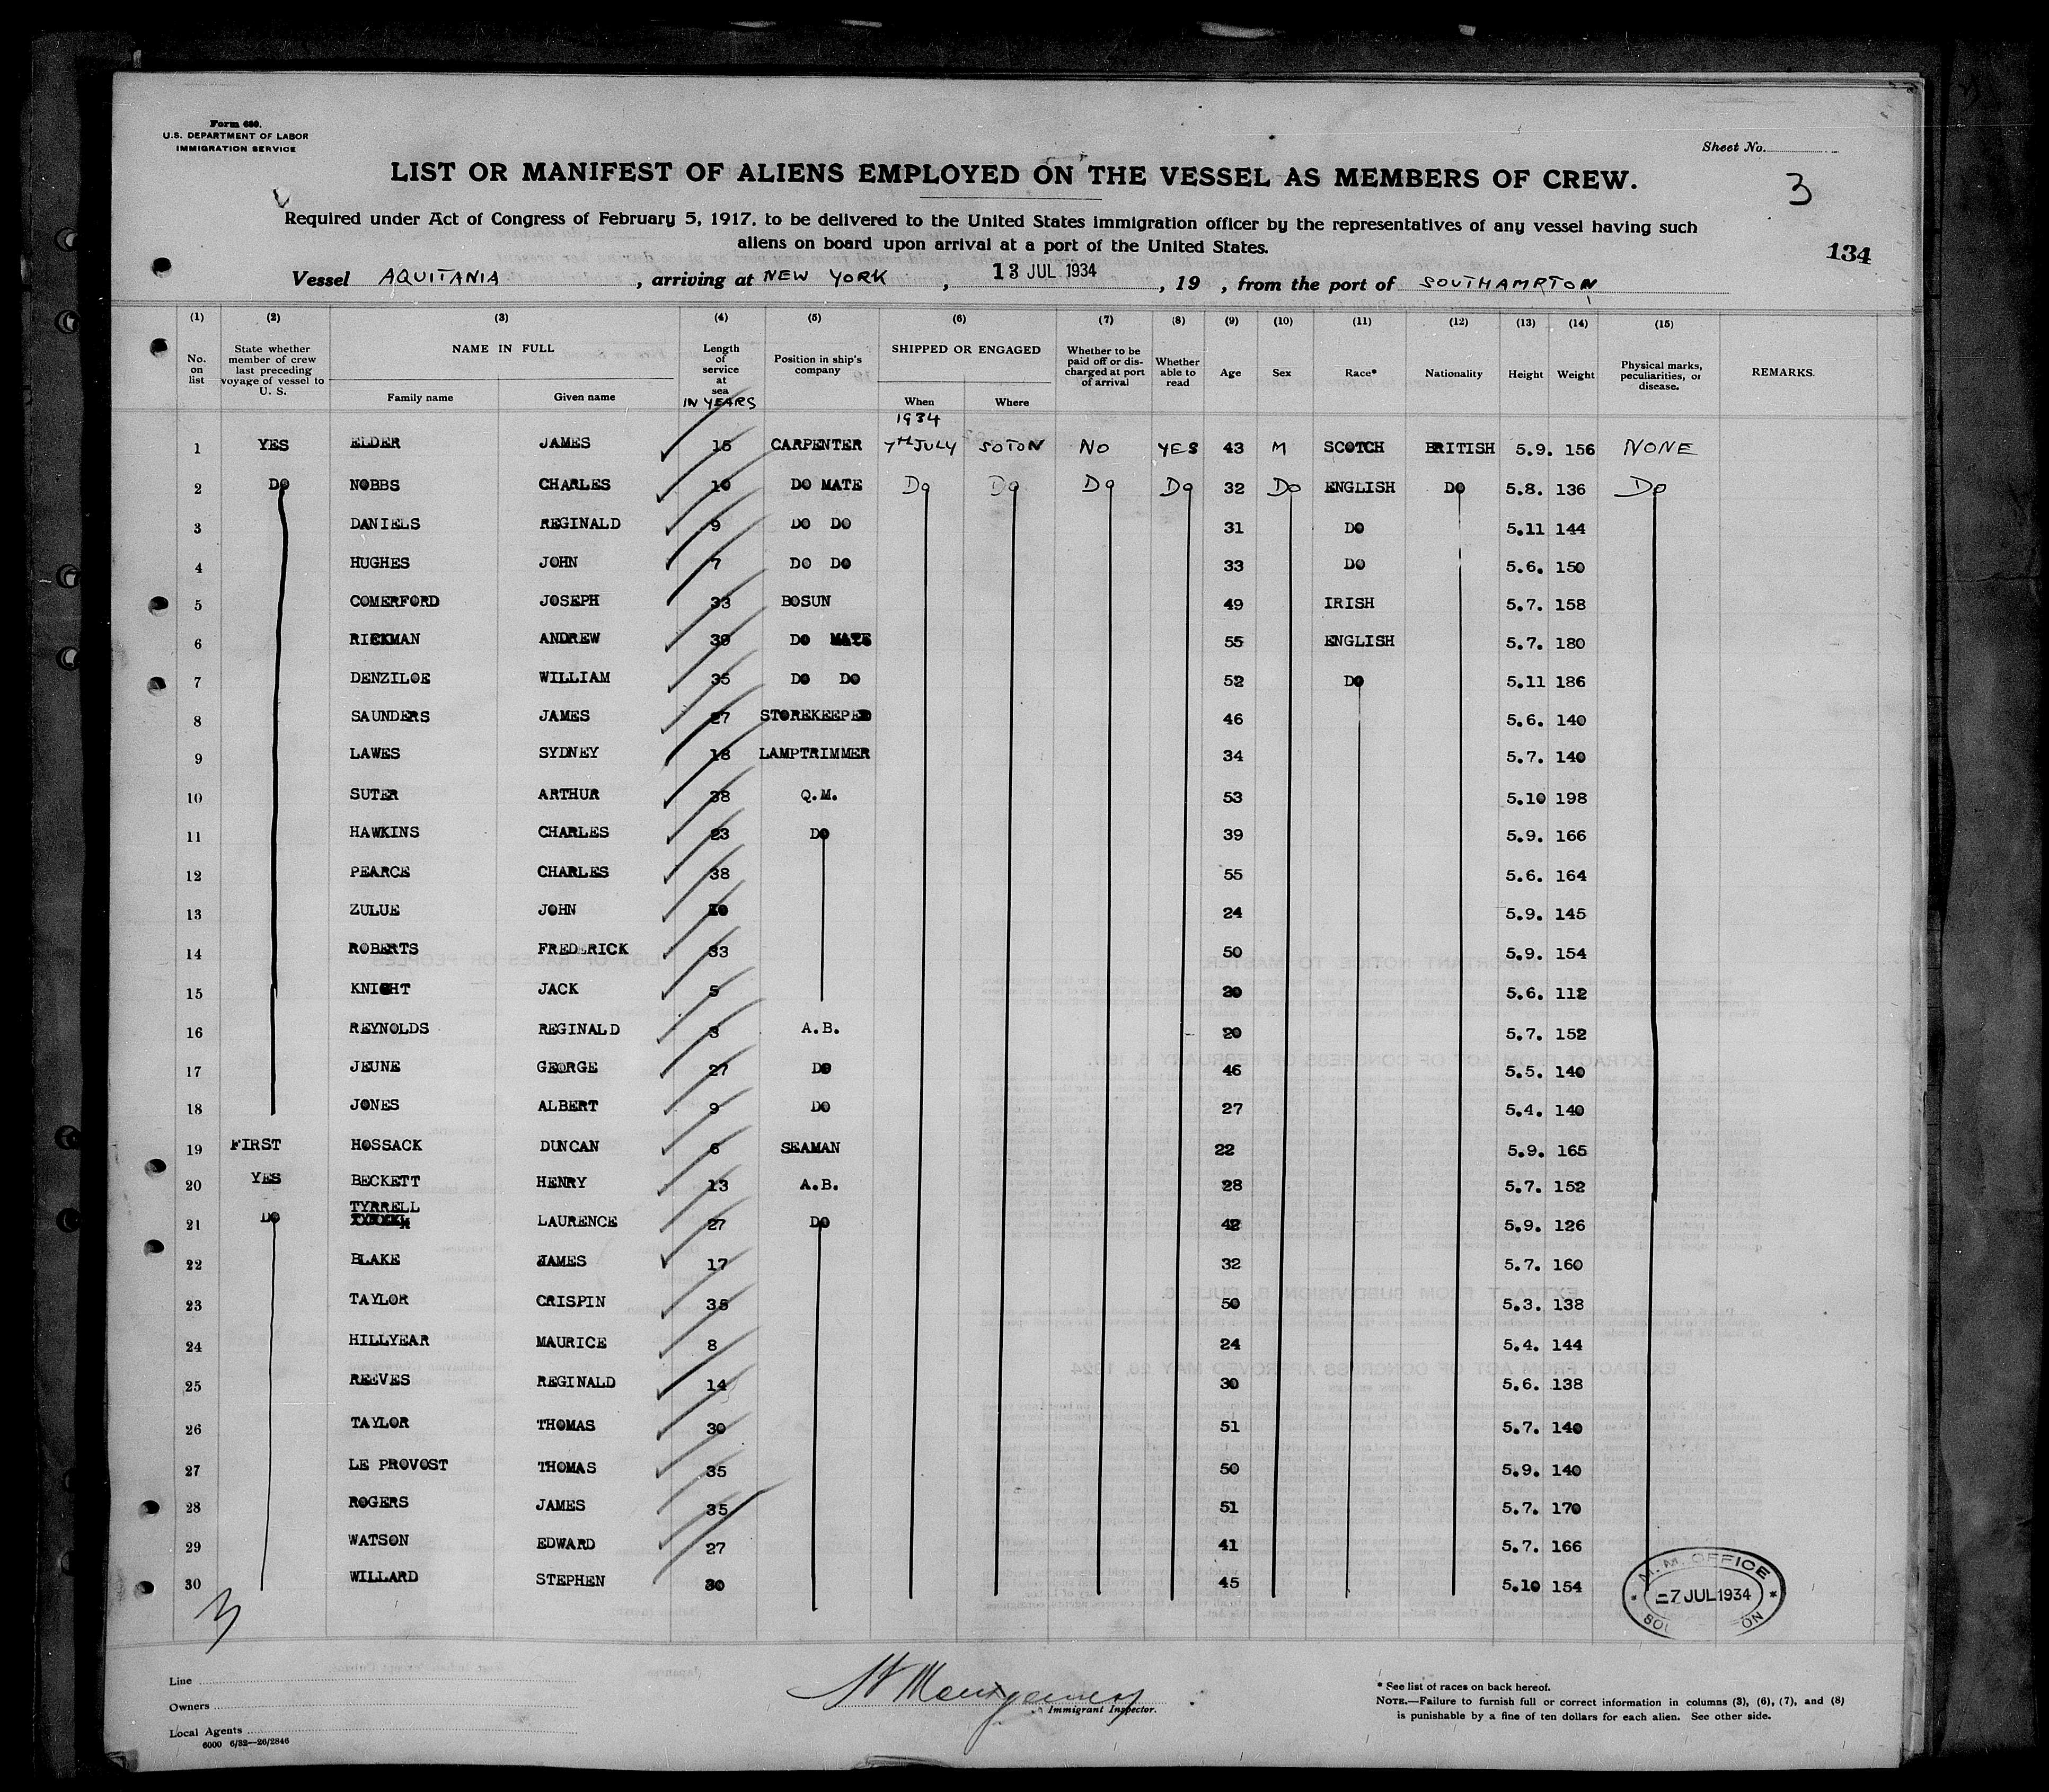 Form 689.
U.S. DEPARTMENT OF LABOR
IMMIGRATION SERVICE
Sheet No.
LIST OR MANIFEST OF ALIENS EMPLOYED ON THE VESSEL AS MEMBERS OF CREW.
3
Required under Act of Congress of February 5, 1917, to be delivered to the United States immigration officer by the representatives of any vessel having such
aliens on board upon arrival at a port of the United States.
134
Vessel AQUITANIA , arriving at NEW YORK , 13 JUL 1934 , 19 , from the port of SOUTHAMPTON
(1) (2) (3) (4) (5) (6) (7) (8) (9) (10) (11) (12) (13) (14) (15)
No. on list State whether member of crew last preceding voyage of vessel to U. S. NAME IN FULL Family name Given name Length of service at sea IN YEARS Position in ship's company SHIPPED OR ENGAGED When Where Whether to be paid off or discharged at port of arrival Whether able to read Age Sex Race* Nationality Height Weight Physical marks, peculiarities, or disease. REMARKS.
1934
1 YES ELDER JAMES 15 CARPENTER 7TH JULY SOTON NO YES 43 M SCOTCH BRITISH 5.9. 156 NONE
2 DO NOBBS CHARLES 10 DO MATE DO DO DO DO 32 DO ENGLISH DO 5.8. 136 DO
3 DANIELS REGINALD 9 DO DO 31 DO 5.11 144
4 HUGHES JOHN 7 DO DO 33 DO 5.6. 150
5 COMERFORD JOSEPH 33 BOSUN 49 IRISH 5.7. 158
6 RICKMAN ANDREW 39 DO MATE 55 ENGLISH 5.7. 180
7 DENZILOE WILLIAM 35 DO DO 52 DO 5.11 186
8 SAUNDERS JAMES 27 STOREKEEPER 46 5.6. 140
9 LAWES SYDNEY 18 LAMPTRIMMER 34 5.7. 140
10 SUTER ARTHUR 38 Q.M. 53 5.10 198
11 HAWKINS CHARLES 23 DO 39 5.9. 166
12 PEARCE CHARLES 38 55 5.6. 164
13 ZULUE JOHN 24 5.9. 145
14 ROBERTS FREDERICK 33 50 5.9. 154
15 KNIGHT JACK 5 20 5.6. 112
16 REYNOLDS REGINALD 3 A.B. 20 5.7. 152
17 JEUNE GEORGE 27 DO 46 5.5. 140
18 JONES ALBERT 9 DO 27 5.4. 140
19 FIRST HOSSACK DUNCAN 6 SEAMAN 22 5.9. 165
20 YES BECKETT HENRY 13 A.B. 28 5.7. 152
21 DO TYRRELL LAURENCE 27 DO 42 5.9. 126
22 BLAKE JAMES 17 32 5.7. 160
23 TAYLOR CRISPIN 35 50 5.3. 138
24 HILLYEAR MAURICE 8 24 5.4. 144
25 REEVES REGINALD 14 30 5.6. 138
26 TAYLOR THOMAS 30 51 5.7. 140
27 LE PROVOST THOMAS 35 50 5.9. 140
28 ROGERS JAMES 35 51 5.7. 170
29 WATSON EDWARD 27 41 5.7. 166
30 WILLARD STEPHEN 30 45 5.10 154
M.M. OFFICE
7 JUL 1934
3
Line
Owners
Local Agents
6000 6/32—26/2846
Montgomery
Immigrant Inspector.
* See list of races on back hereof.
NOTE.—Failure to furnish full or correct information in columns (3), (6), (7), and (8)
is punishable by a fine of ten dollars for each alien. See other side.